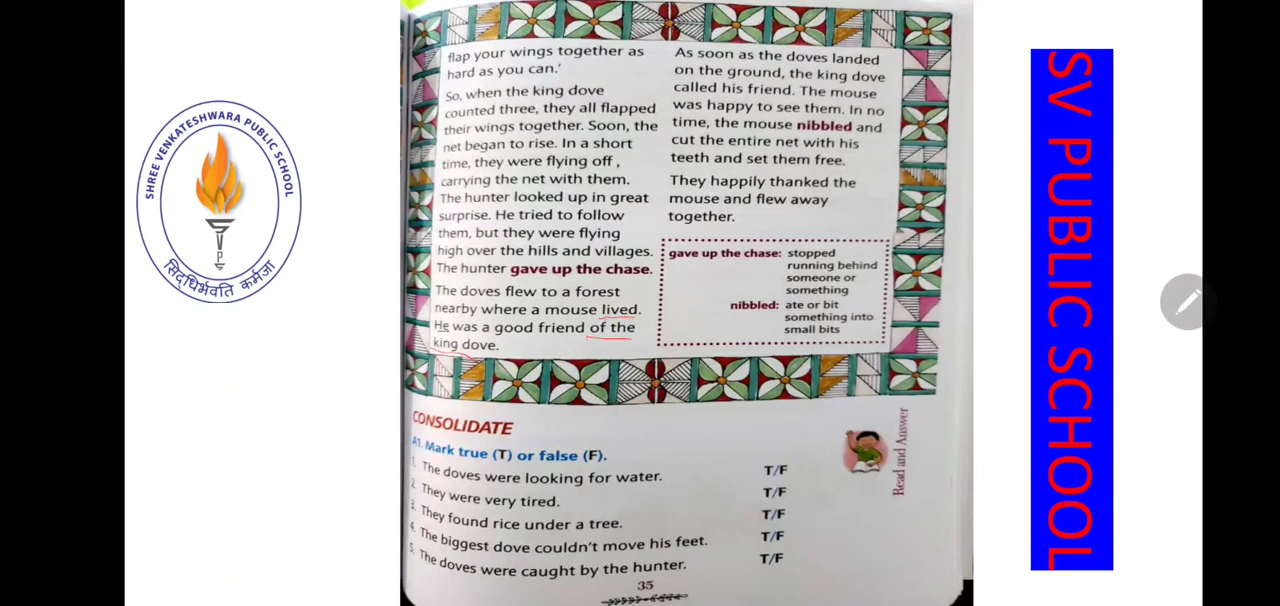 SHREE VENKATESHWARA PUBLIC SCHOOL
SVPS
सिद्धिर्भवति कर्मजा
flap your wings together as
hard as you can.'
So, when the king dove
counted three, they all flapped
their wings together. Soon, the
net began to rise. In a short
time, they were flying off ,
carrying the net with them.
The hunter looked up in great
surprise. He tried to follow
them, but they were flying
high over the hills and villages.
The hunter gave up the chase.
The doves flew to a forest
nearby where a mouse lived.
He was a good friend of the
king dove.
As soon as the doves landed
on the ground, the king dove
called his friend. The mouse
was happy to see them. In no
time, the mouse nibbled and
cut the entire net with his
teeth and set them free.
They happily thanked the
mouse and flew away
together.
gave up the chase: stopped
running behind
someone or
something
nibbled: ate or bit
something into
small bits
CONSOLIDATE
A1. Mark true (T) or false (F).
1. The doves were looking for water. T/F
2. They were very tired. T/F
3. They found rice under a tree. T/F
4. The biggest dove couldn't move his feet. T/F
5. The doves were caught by the hunter. T/F
Read and Answer
35
SV PUBLIC SCHOOL